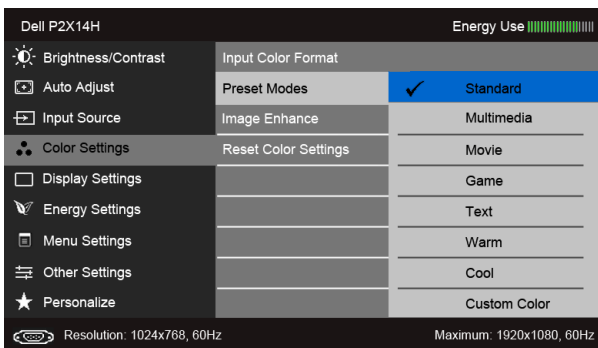 Dell P2X14H
Energy Use
Brightness/Contrast
Input Color Format
Auto Adjust
Preset Modes
Standard
Input Source
Image Enhance
Multimedia
Color Settings
Reset Color Settings
Movie
Display Settings
Game
Energy Settings
Text
Menu Settings
Warm
Other Settings
Cool
Personalize
Custom Color
Resolution: 1024x768, 60Hz
Maximum: 1920x1080, 60Hz